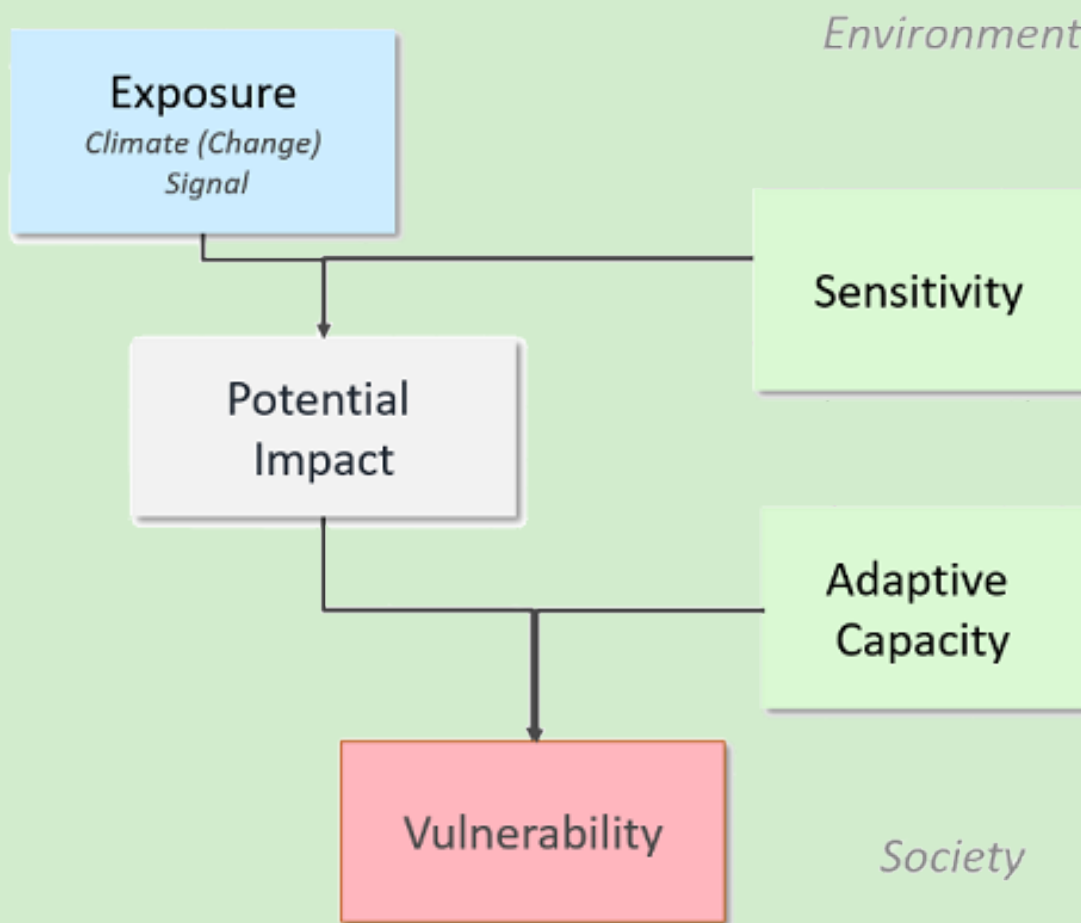 Environment
Exposure
Climate (Change)
Signal
Sensitivity
Potential
Impact
Adaptive
Capacity
Vulnerability
Society